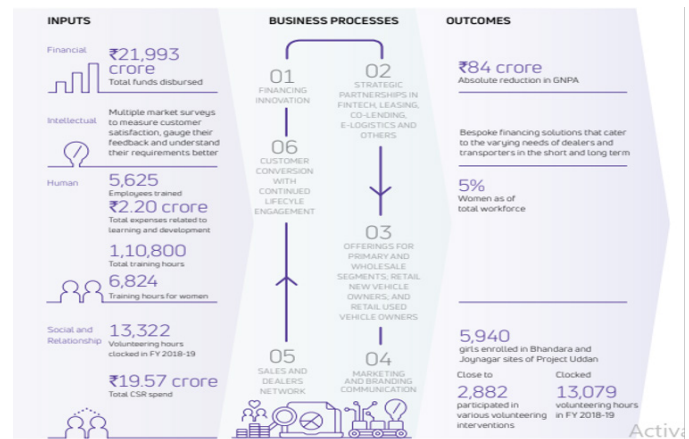 INPUTS
Financial
₹21,993
crore
Total funds disbursed
Intellectual
Multiple market surveys
to measure customer
satisfaction, gauge their
feedback and understand
their requirements better
Human
5,625
Employees trained
₹2.20 crore
Total expenses related to
learning and development
1,10,800
Total training hours
6,824
Training hours for women
Social and
Relationship
13,322
Volunteering hours
clocked in FY 2018-19
₹19.57 crore
Total CSR spend
BUSINESS PROCESSES
01
FINANCING
INNOVATION
02
STRATEGIC
PARTNERSHIPS IN
FINTECH, LEASING,
CO-LENDING,
E-LOGISTICS AND
OTHERS
03
OFFERINGS FOR
PRIMARY AND
WHOLESALE
SEGMENTS; RETAIL
NEW VEHICLE
OWNERS; AND
RETAIL USED
VEHICLE OWNERS
04
MARKETING
AND BRANDING
COMMUNICATION
05
SALES AND
DEALERS
NETWORK
06
CUSTOMER
CONVERSION
WITH
CONTINUED
LIFECYLE
ENGAGEMENT
OUTCOMES
₹84 crore
Absolute reduction in GNPA
Bespoke financing solutions that cater
to the varying needs of dealers and
transporters in the short and long term
5%
Women as of
total workforce
5,940
girls enrolled in Bhandara and
Joynagar sites of Project Uddan
Close to
2,882
participated in
various volunteering
interventions
Clocked
13,079
volunteering hours
in FY 2018-19
Activa